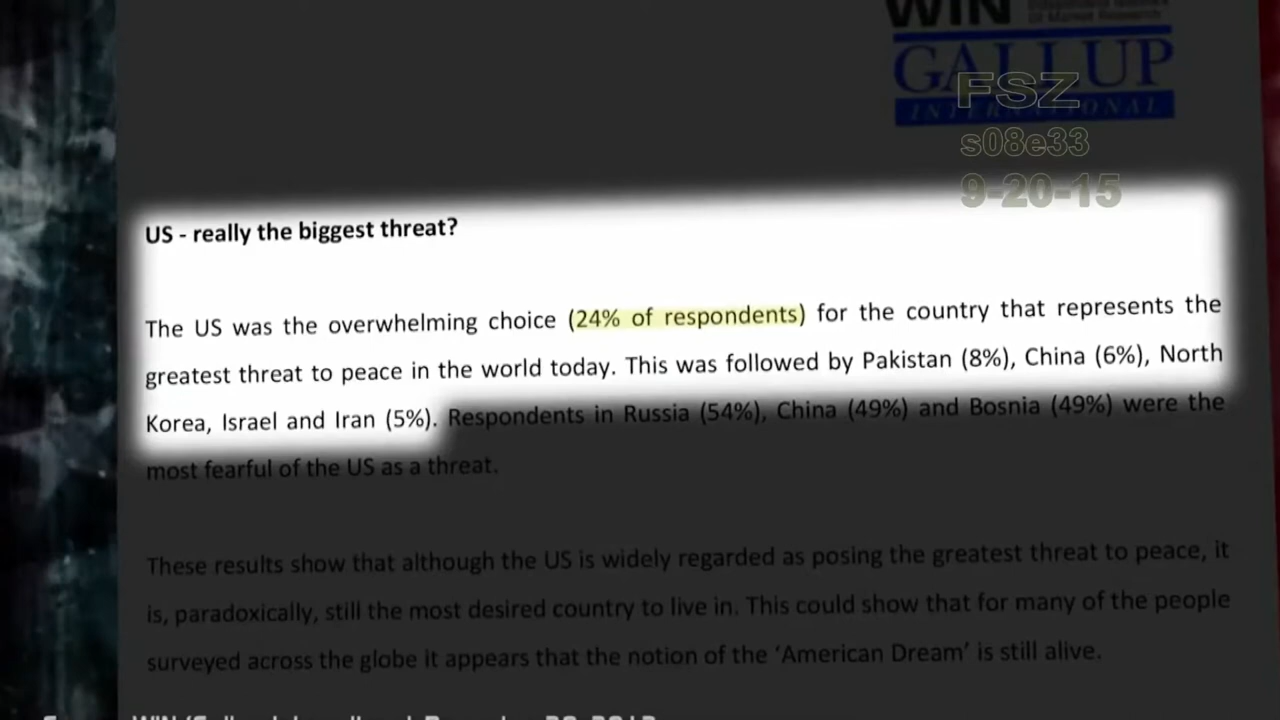 WIN
GALLUP
INTERNATIONAL
FSZ
s08e33
9-20-15
US - really the biggest threat?
The US was the overwhelming choice (24% of respondents) for the country that represents the
greatest threat to peace in the world today. This was followed by Pakistan (8%), China (6%), North
Korea, Israel and Iran (5%). Respondents in Russia (54%), China (49%) and Bosnia (49%) were the
most fearful of the US as a threat.
These results show that although the US is widely regarded as posing the greatest threat to peace, it
is, paradoxically, still the most desired country to live in. This could show that for many of the people
surveyed across the globe it appears that the notion of the ‘American Dream’ is still alive.